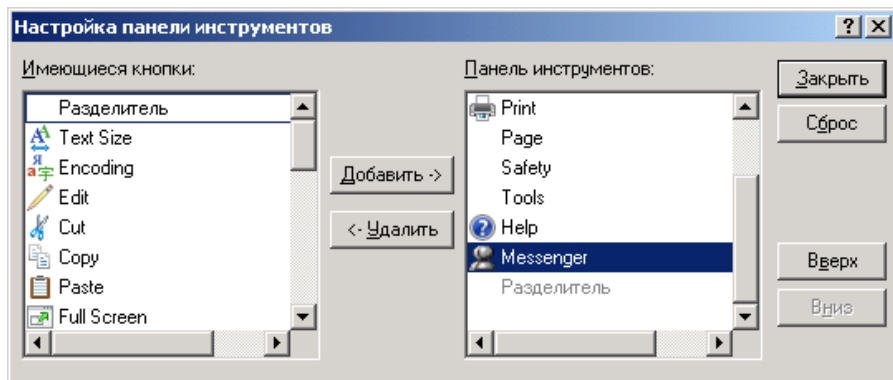 Настройка панели инструментов
Имеющиеся кнопки:
Разделитель
Text Size
Encoding
Edit
Cut
Copy
Paste
Full Screen
Добавить ->
<- Удалить
Панель инструментов:
Print
Page
Safety
Tools
Help
Messenger
Разделитель
Закрыть
Сброс
Вверх
Вниз